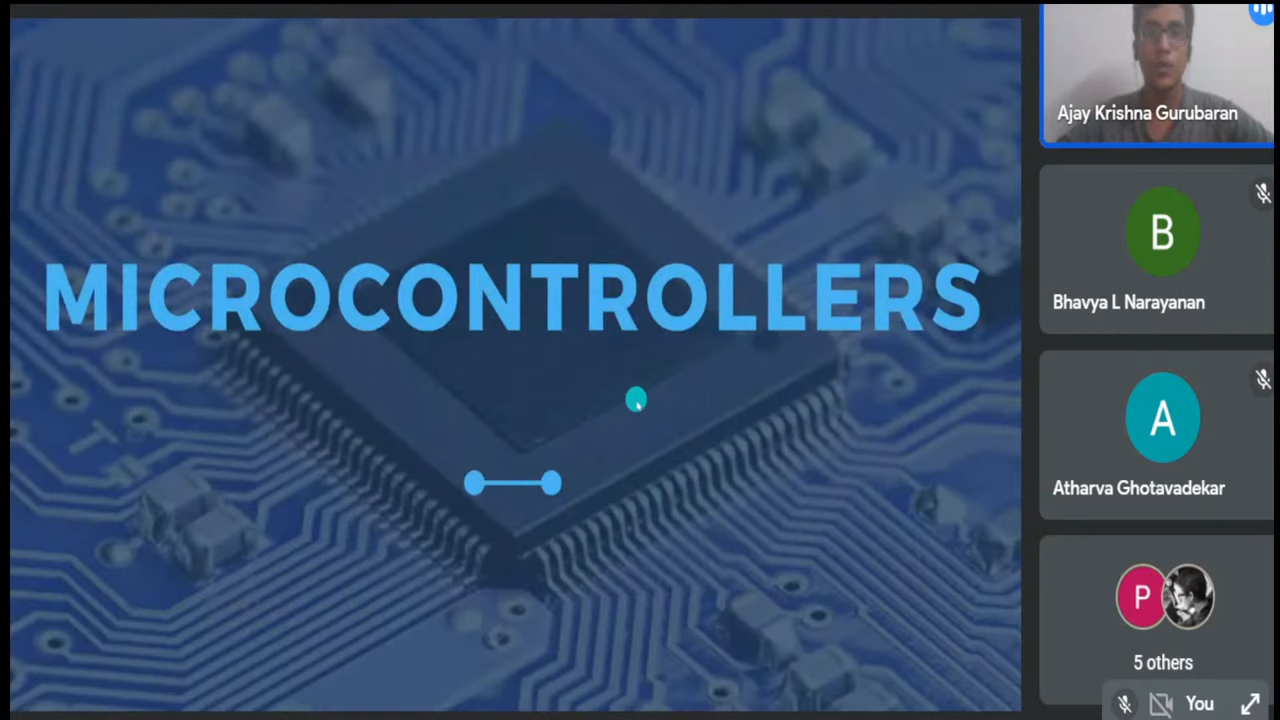 MICROCONTROLLERS
Ajay Krishna Gurubaran
B
Bhavya L Narayanan
A
Atharva Ghotavadekar
P
5 others
You